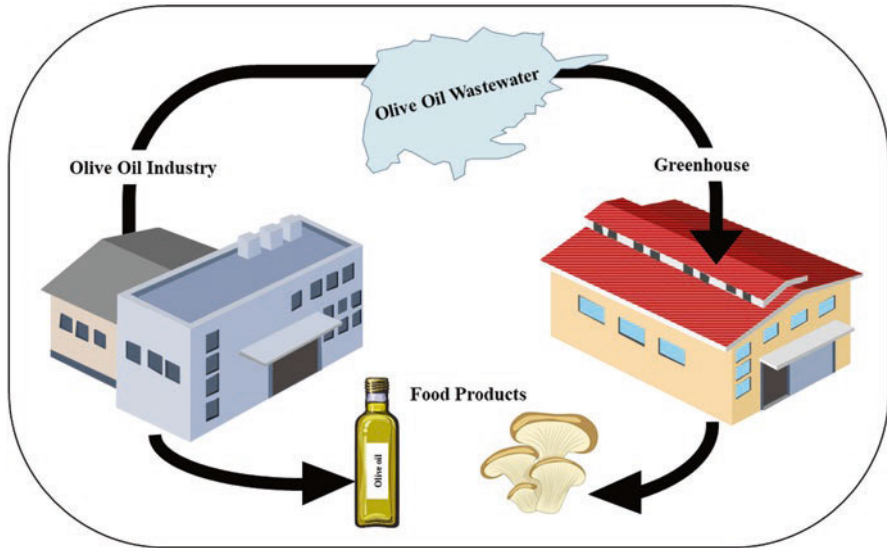 Olive Oil Wastewater
Olive Oil Industry
Greenhouse
Food Products
Olive oil